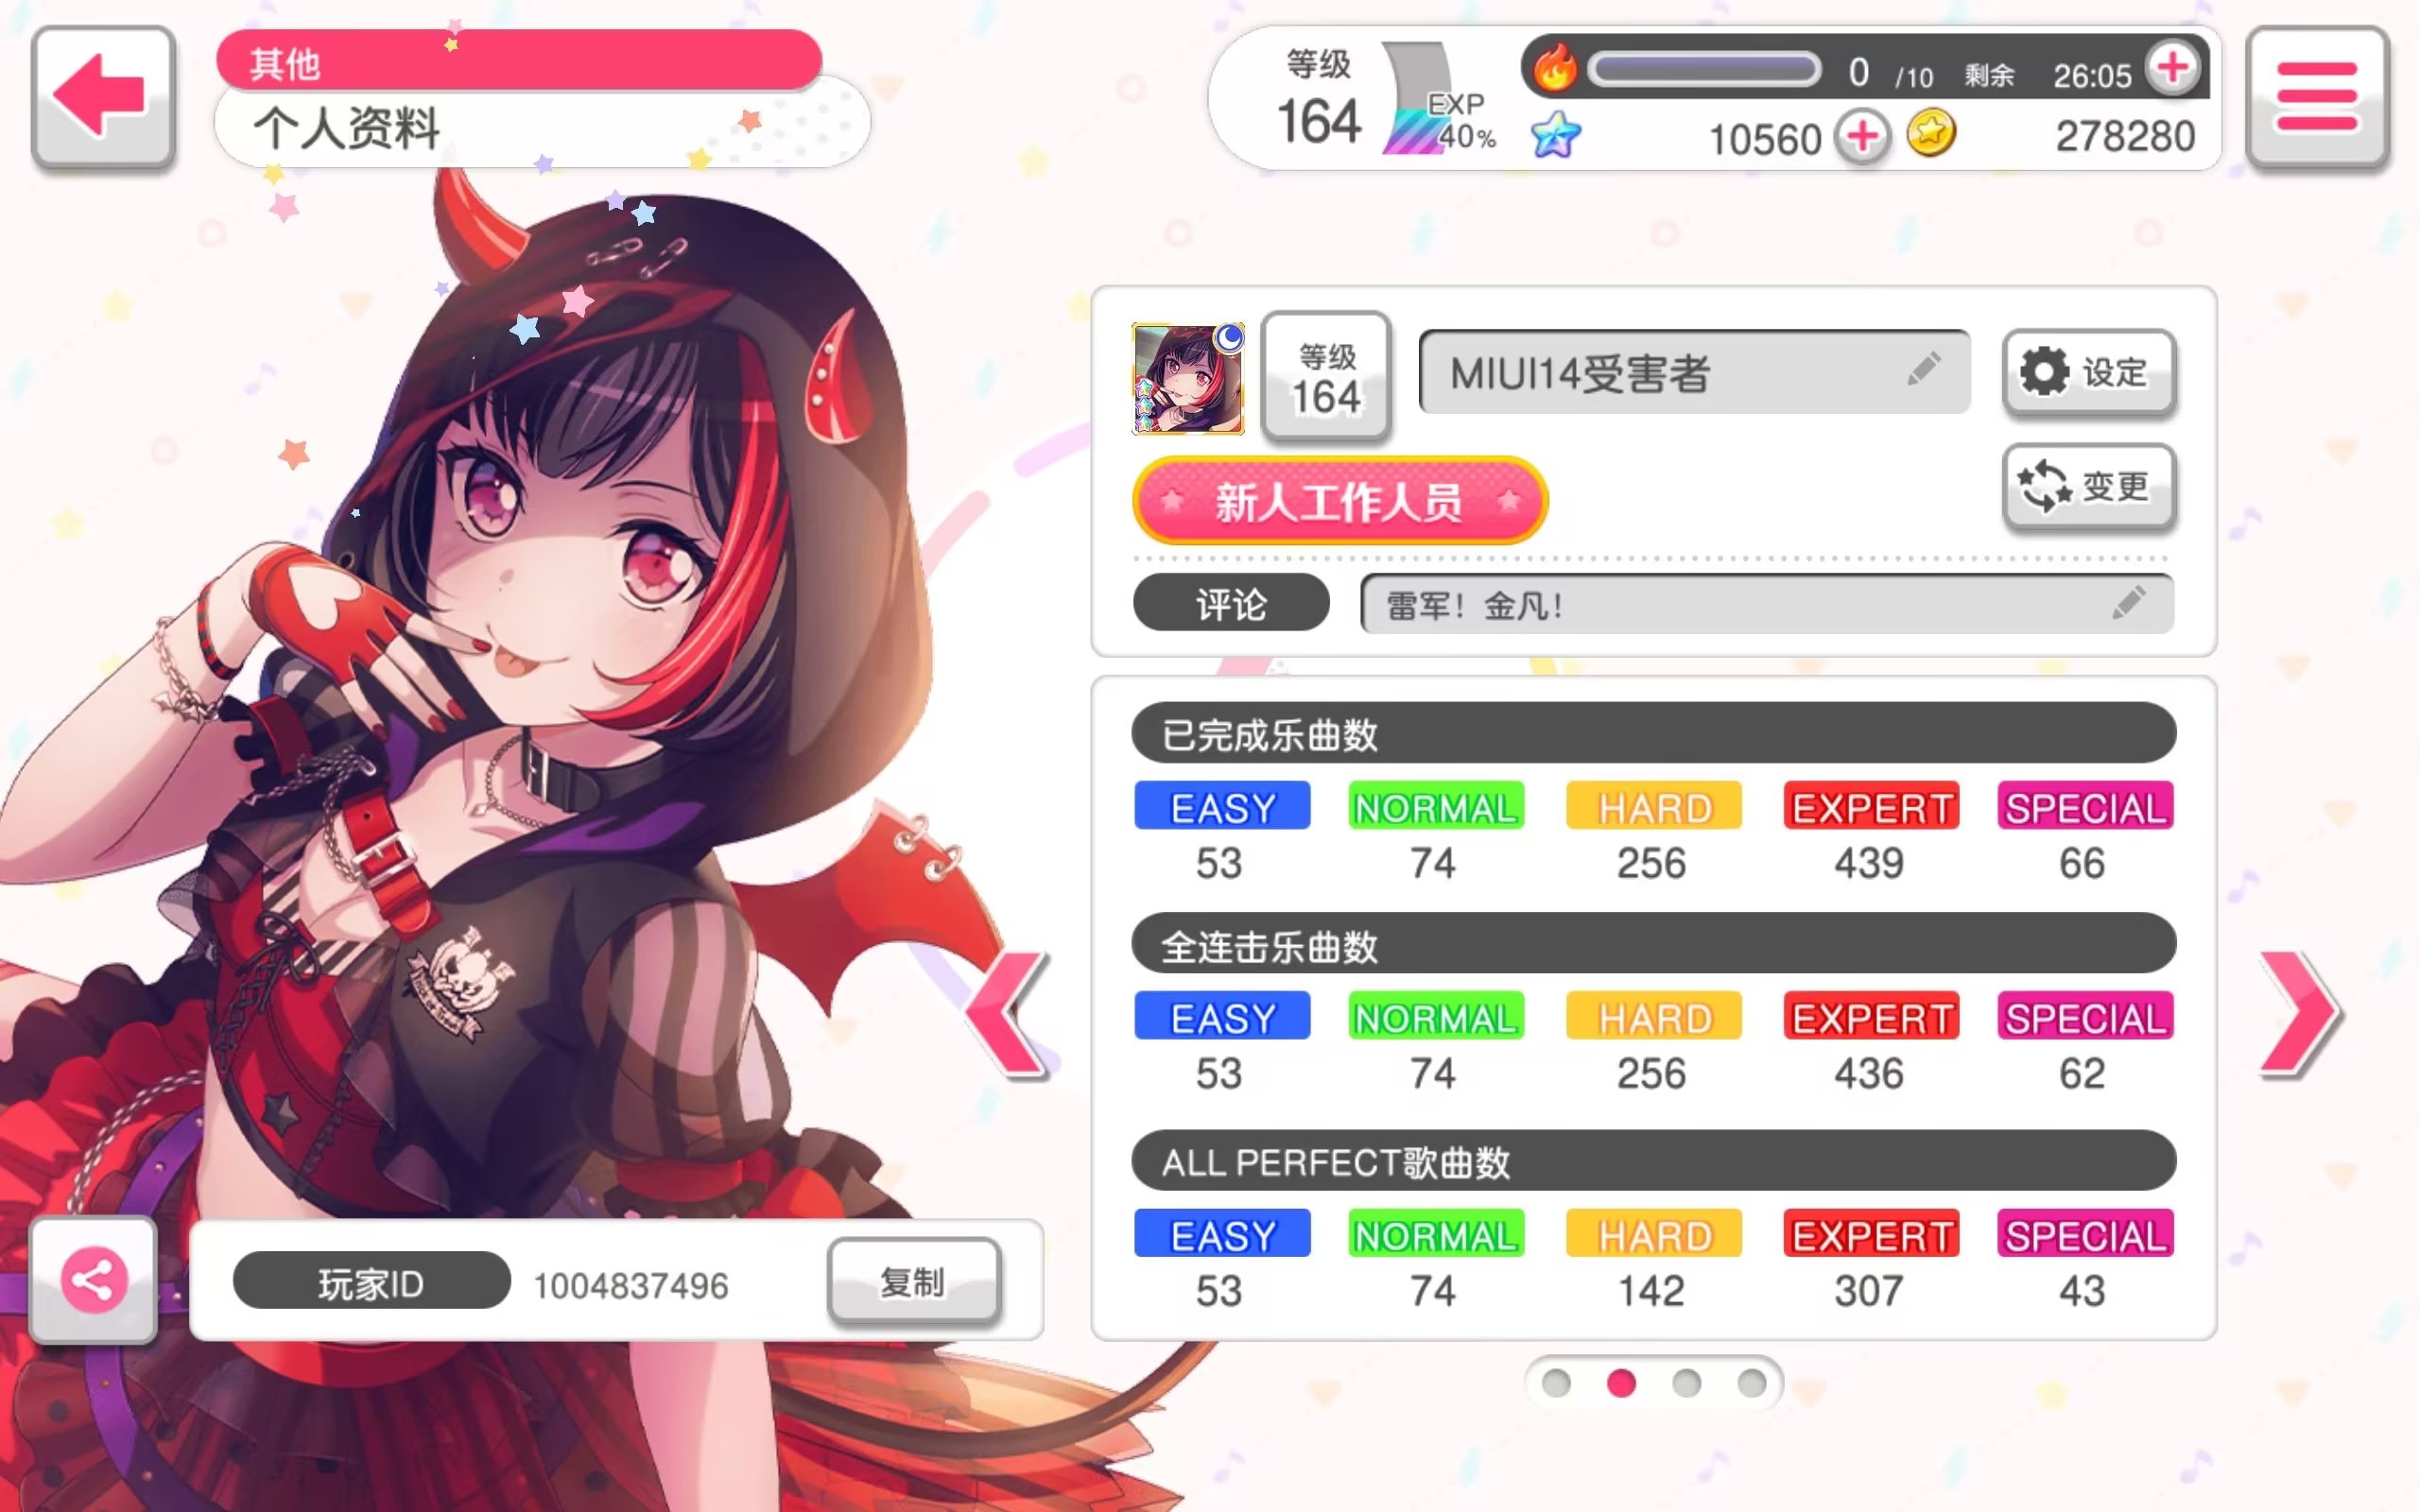 其他
个人资料
等级
164
EXP
40%
0 /10 剩余 26:05
10560
278280
等级
164
MIUI14受害者
设定
新人工作人员
变更
评论
雷军！金凡！
已完成乐曲数
EASY NORMAL HARD EXPERT SPECIAL
53 74 256 439 66
全连击乐曲数
EASY NORMAL HARD EXPERT SPECIAL
53 74 256 436 62
ALL PERFECT歌曲数
EASY NORMAL HARD EXPERT SPECIAL
53 74 142 307 43
玩家ID 1004837496 复制